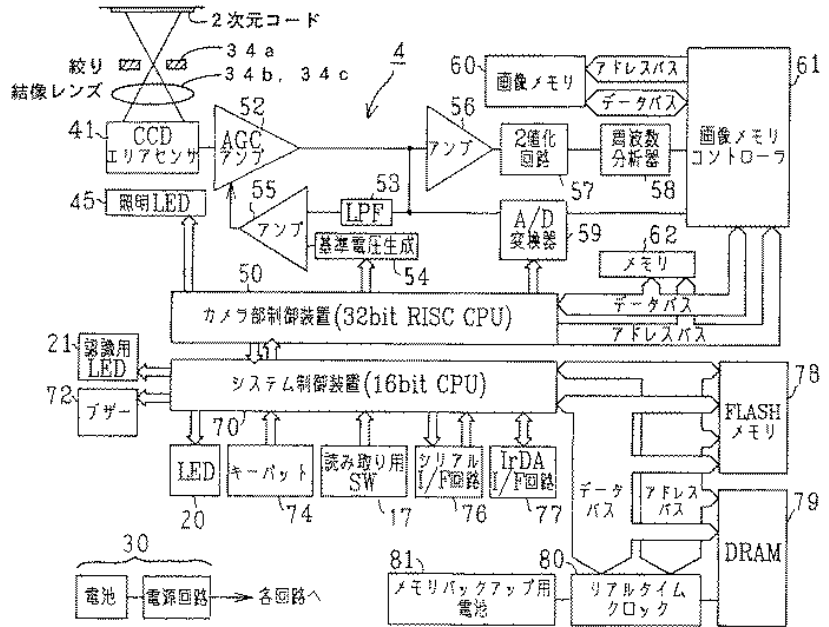 2次元コード
34a
絞り
34b, 34c
結像レンズ
4
41
CCD
エリアセンサ
52
AGC
アンプ
56
アンプ
60
画像メモリ
アドレスバス
データバス
61
画像メモリ
コントローラ
2値化
回路
57
周波数
分析器
58
45
照明LED
55
アンプ
53
LPF
基準電圧生成
54
A/D
変換器
59
62
メモリ
50
カメラ部制御装置(32bit RISC CPU)
データバス
アドレスバス
21
認識用
LED
72
ブザー
システム制御装置(16bit CPU)
70
78
FLASH
メモリ
LED
20
キーパット
74
読み取り用
SW
17
シリアル
I/F回路
76
IrDA
I/F回路
77
データ
バス
アドレス
バス
79
DRAM
30
電池
電源回路
各回路へ
81
メモリバックアップ用
電池
80
リアルタイム
クロック